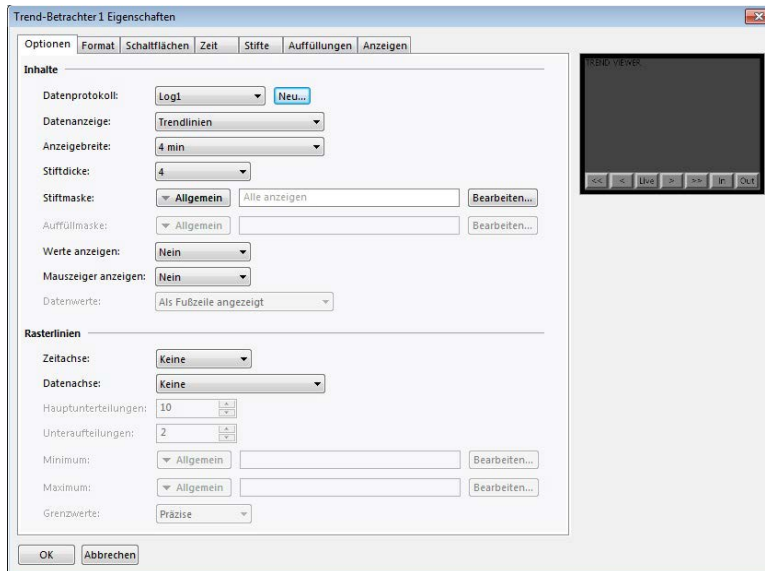 Trend-Betrachter 1 Eigenschaften
Optionen Format Schaltflächen Zeit Stifte Auffüllungen Anzeigen
Inhalte
Datenprotokoll: Log1 Neu...
Datenanzeige: Trendlinien
Anzeigebreite: 4 min
Stiftdicke: 4
Stiftmaske: Allgemein Alle anzeigen Bearbeiten...
Auffüllmaske: Allgemein Bearbeiten...
Werte anzeigen: Nein
Mauszeiger anzeigen: Nein
Datenwerte: Als Fußzeile angezeigt
Rasterlinien
Zeitachse: Keine
Datenachse: Keine
Hauptunterteilungen: 10
Unteraufteilungen: 2
Minimum: Allgemein Bearbeiten...
Maximum: Allgemein Bearbeiten...
Grenzwerte: Präzise
OK Abbrechen
TREND VIEWER
<< < Live > >> In Out